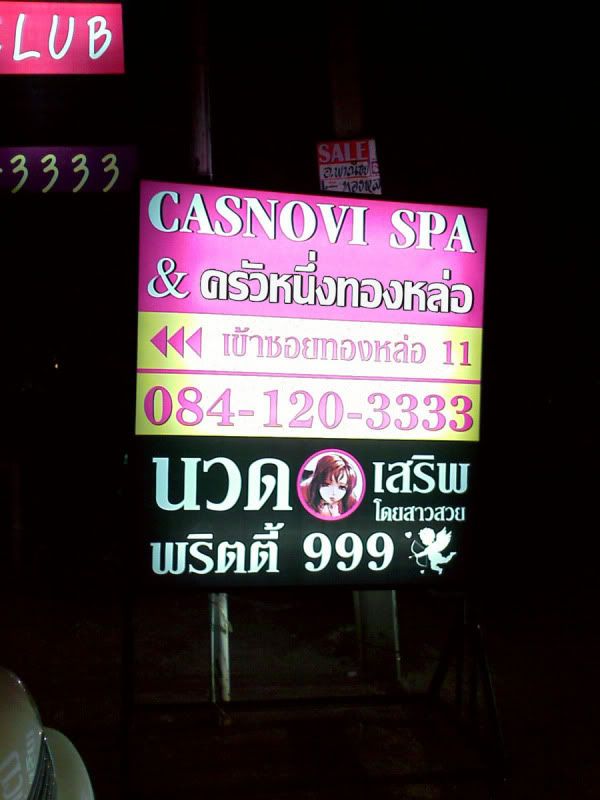 CLUB
-3333
SALE
CASNOVI SPA
& ครัวหนึ่งทองหล่อ
เข้าซอยทองหล่อ 11
084-120-3333
นวด เสริฟ
โดยสาวสวย
พริตตี้ 999